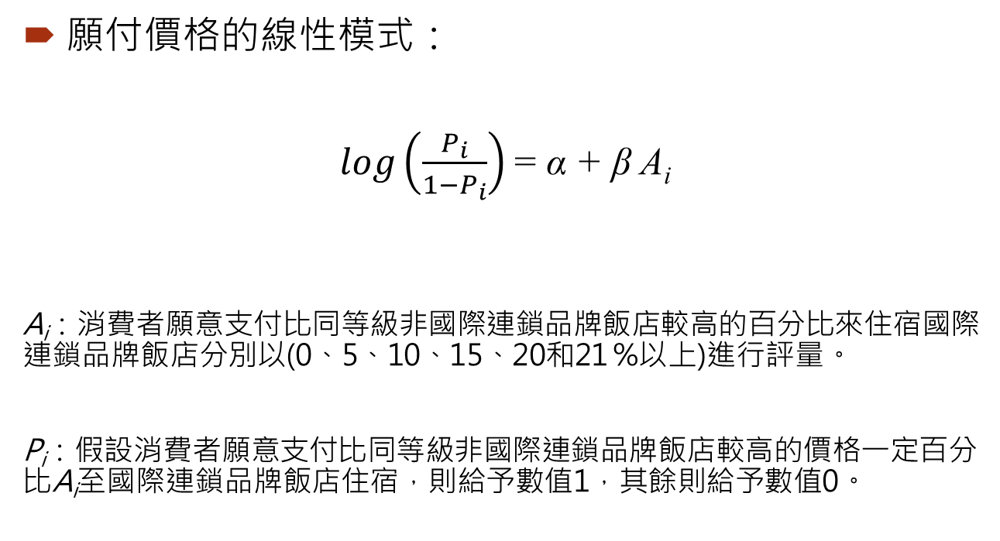 願付價格的線性模式：
log(P_i/(1−P_i)) = α + β A_i
A_i：消費者願意支付比同等級非國際連鎖品牌飯店較高的百分比來住宿國際
連鎖品牌飯店分別以(0、5、10、15、20和21%以上)進行評量。
P_i：假設消費者願意支付比同等級非國際連鎖品牌飯店較高的價格一定百分
比A_i至國際連鎖品牌飯店住宿，則給予數值1，其餘則給予數值0。